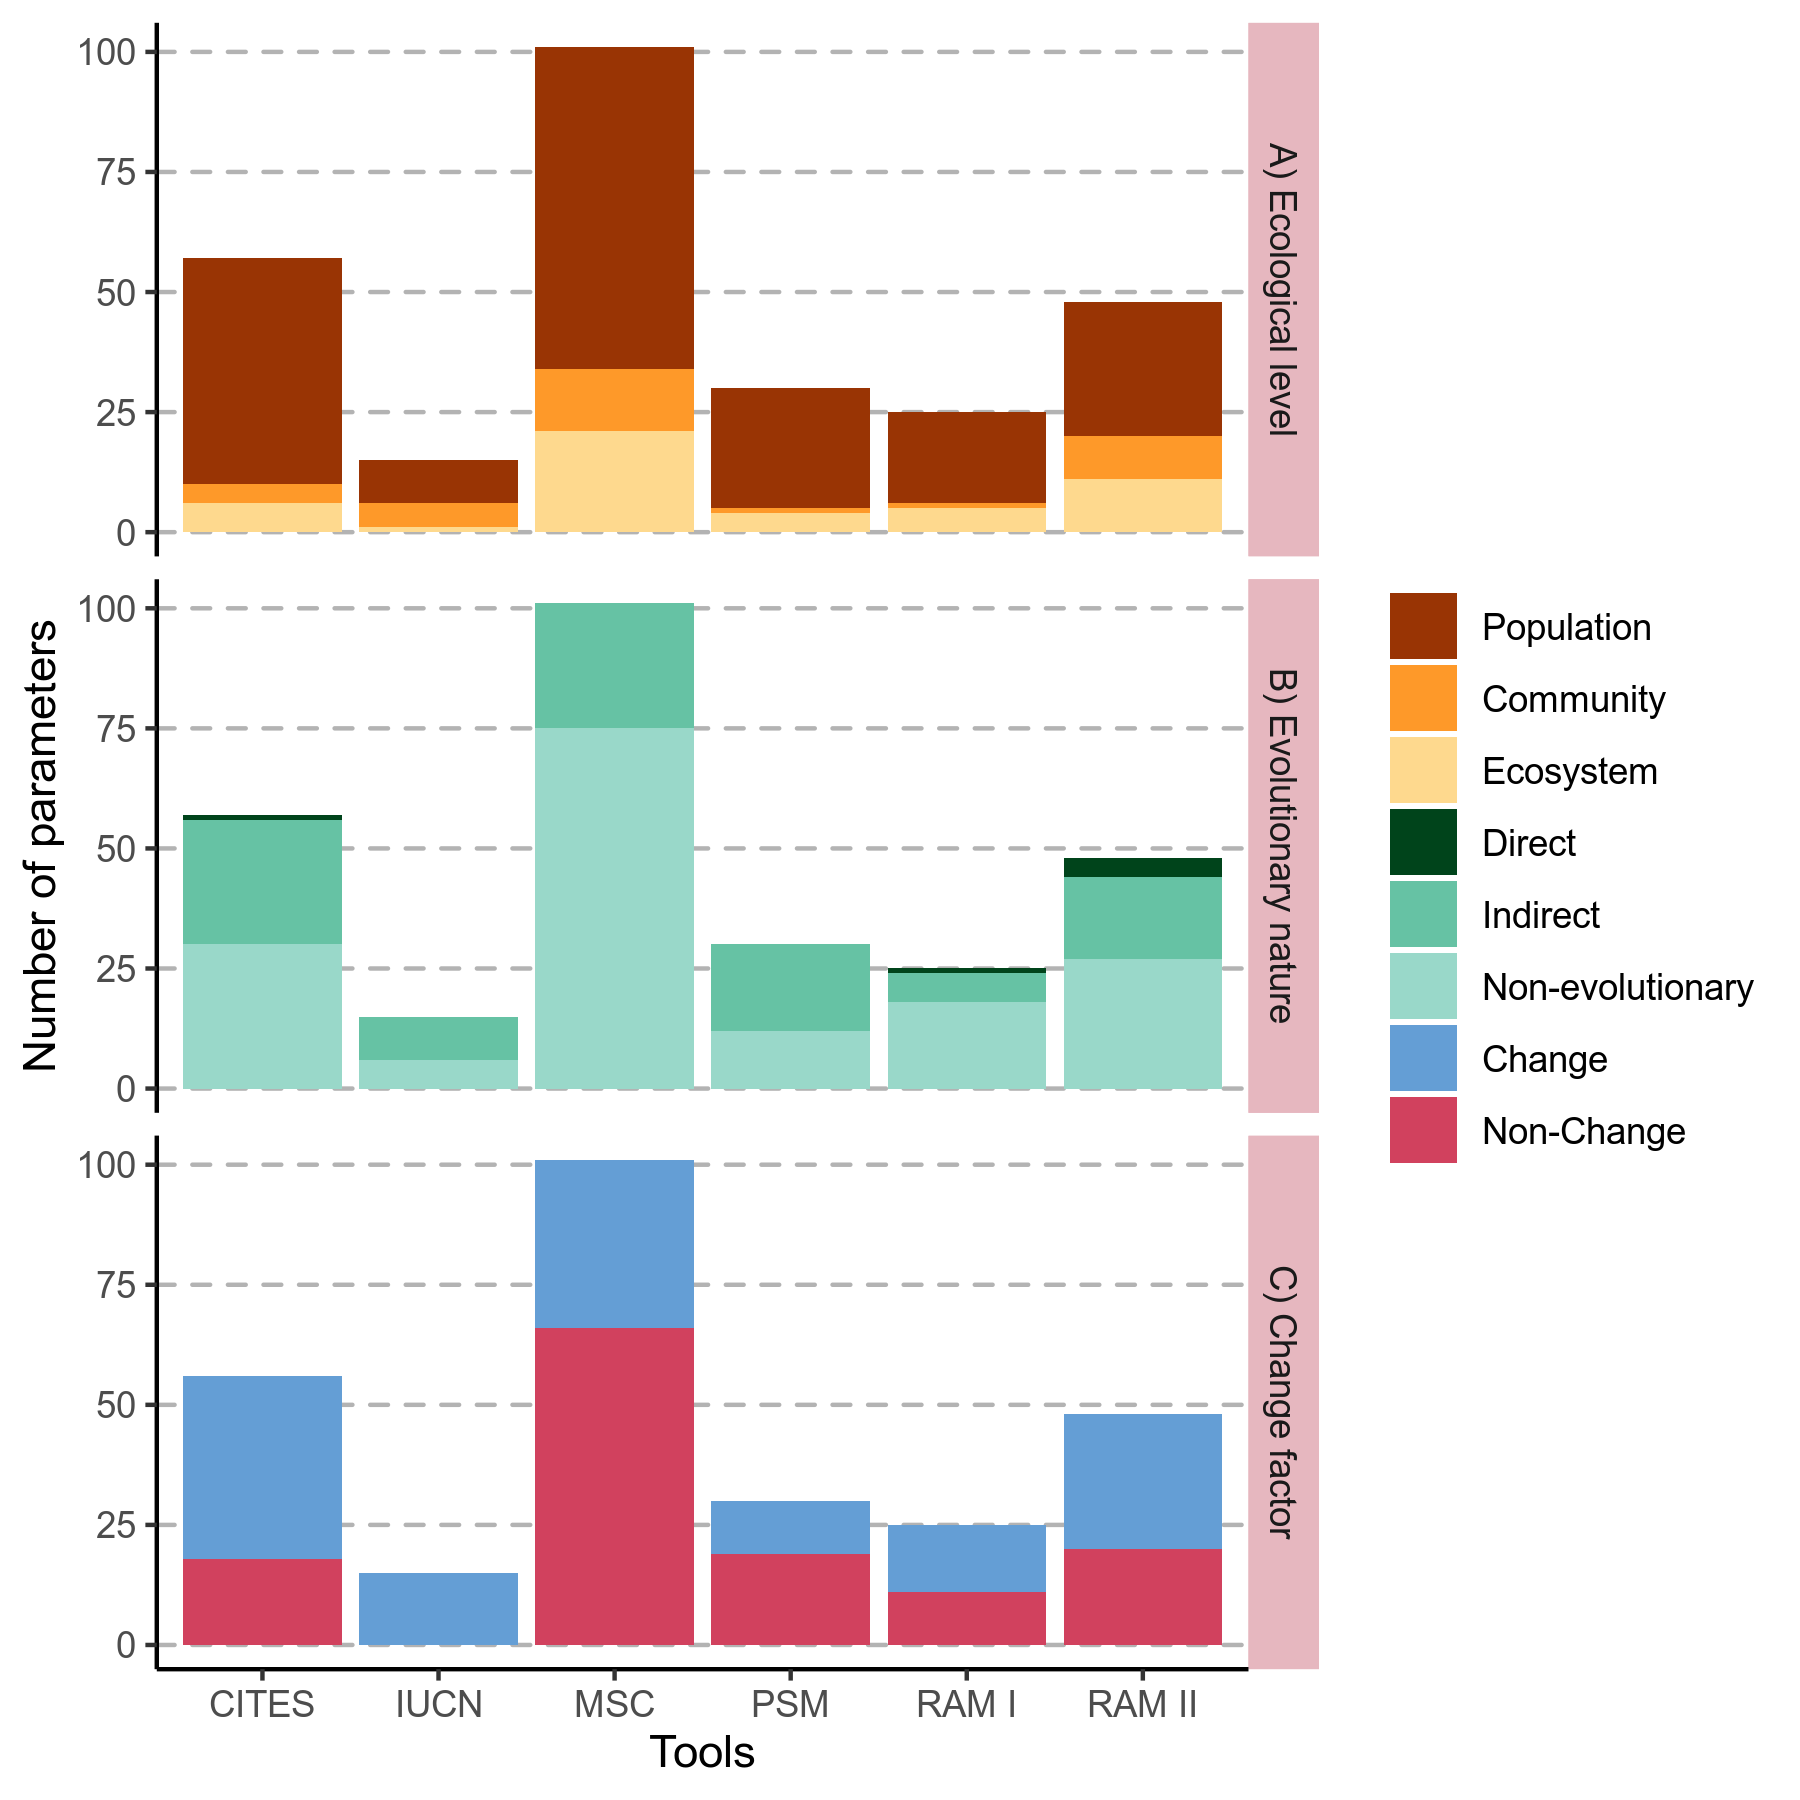 Number of parameters
100
75
50
25
0
A) Ecological level
100
75
50
25
0
B) Evolutionary nature
100
75
50
25
0
C) Change factor
CITES
IUCN
MSC
PSM
RAM I
RAM II
Tools
Population
Community
Ecosystem
Direct
Indirect
Non-evolutionary
Change
Non-Change